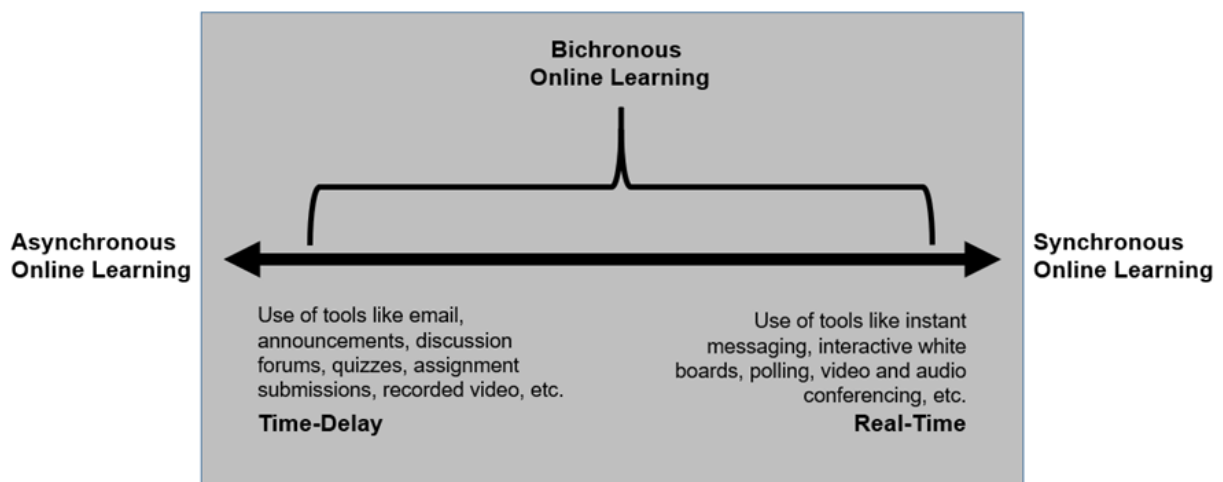 Bichronous
Online Learning
Asynchronous
Online Learning
Synchronous
Online Learning
Use of tools like email,
announcements, discussion
forums, quizzes, assignment
submissions, recorded video, etc.
Time-Delay
Use of tools like instant
messaging, interactive white
boards, polling, video and audio
conferencing, etc.
Real-Time